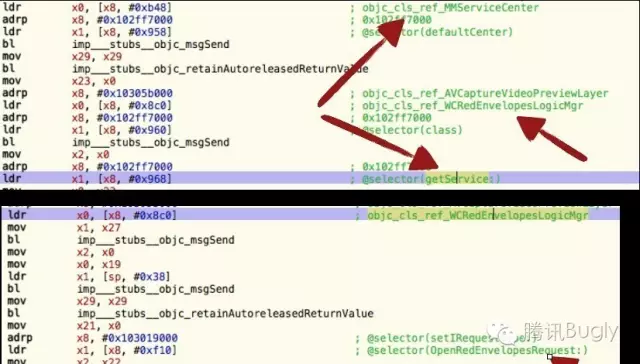 ldr x0, [x8, #0xb48] ; objc_cls_ref_MMServiceCenter
adrp x8, #0x102ff7000 ; 0x102ff7000
ldr x1, [x8, #0x958] ; @selector(defaultCenter)
bl imp___stubs__objc_msgSend
mov x29, x29
bl imp___stubs__objc_retainAutoreleasedReturnValue
mov x23, x0
adrp x8, #0x10305b000 ; objc_cls_ref_AVCaptureVideoPreviewLayer
ldr x0, [x8, #0x8c0] ; objc_cls_ref_WCRedEnvelopesLogicMgr
adrp x8, #0x102ff7000 ; 0x102ff7000
ldr x1, [x8, #0x960] ; @selector(class)
bl imp___stubs__objc_msgSend
mov x2, x0
adrp x8, #0x102ff7000 ; 0x102ff7
ldr x1, [x8, #0x968] ; @selector(getService:)
ldr x0, [x8, #0x8c0] ; objc_cls_ref_WCRedEnvelopesLogicMgr
mov x1, x27
bl imp___stubs__objc_msgSend
mov x2, x0
mov x0, x19
ldr x1, [sp, #0x38]
bl imp___stubs__objc_msgSend
mov x29, x29
bl imp___stubs__objc_retainAutoreleasedReturnValue
mov x21, x0
adrp x8, #0x103019000 ; @selector(setIReques
ldr x1, [x8, #0xf10] ; @selector(OpenRedEnvelopesRequest:)
mov x2, x22
腾讯Bugly